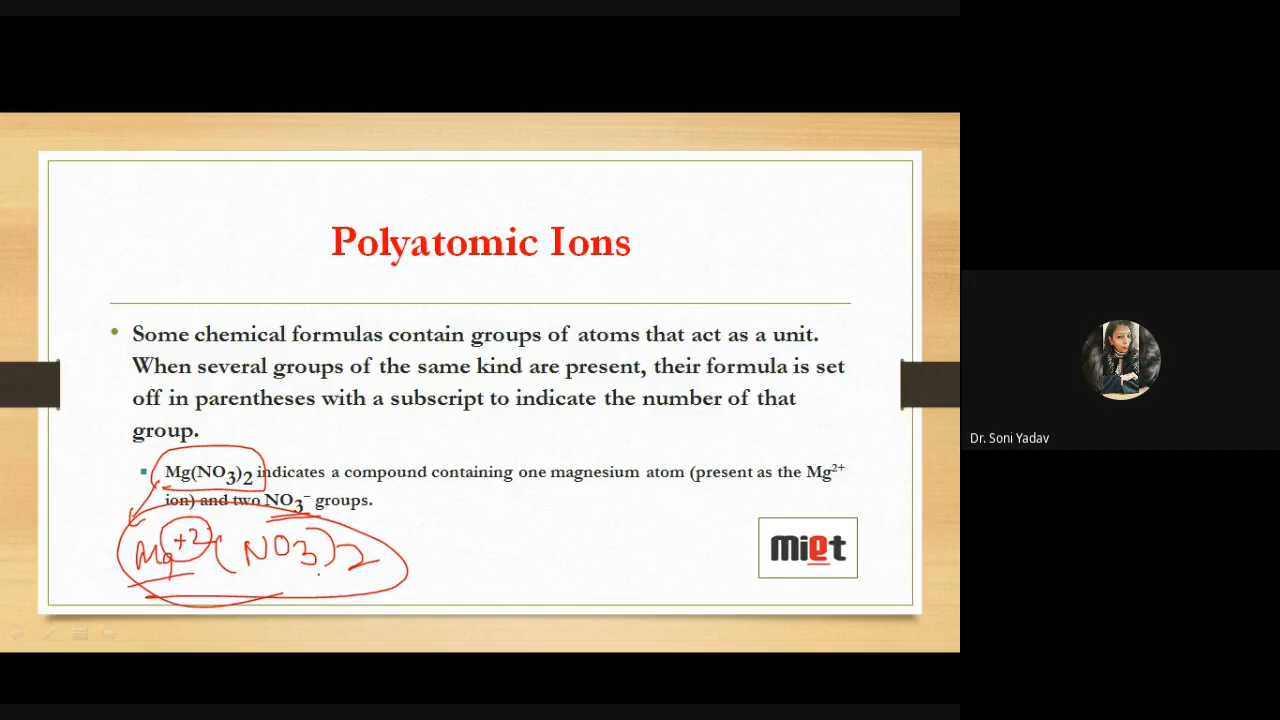 Polyatomic Ions
• Some chemical formulas contain groups of atoms that act as a unit.
When several groups of the same kind are present, their formula is set
off in parentheses with a subscript to indicate the number of that
group.
▪ Mg(NO₃)₂ indicates a compound containing one magnesium atom (present as the Mg²⁺
ion) and two NO₃⁻ groups.
Mg⁺²(NO3)2
miet
Dr. Soni Yadav